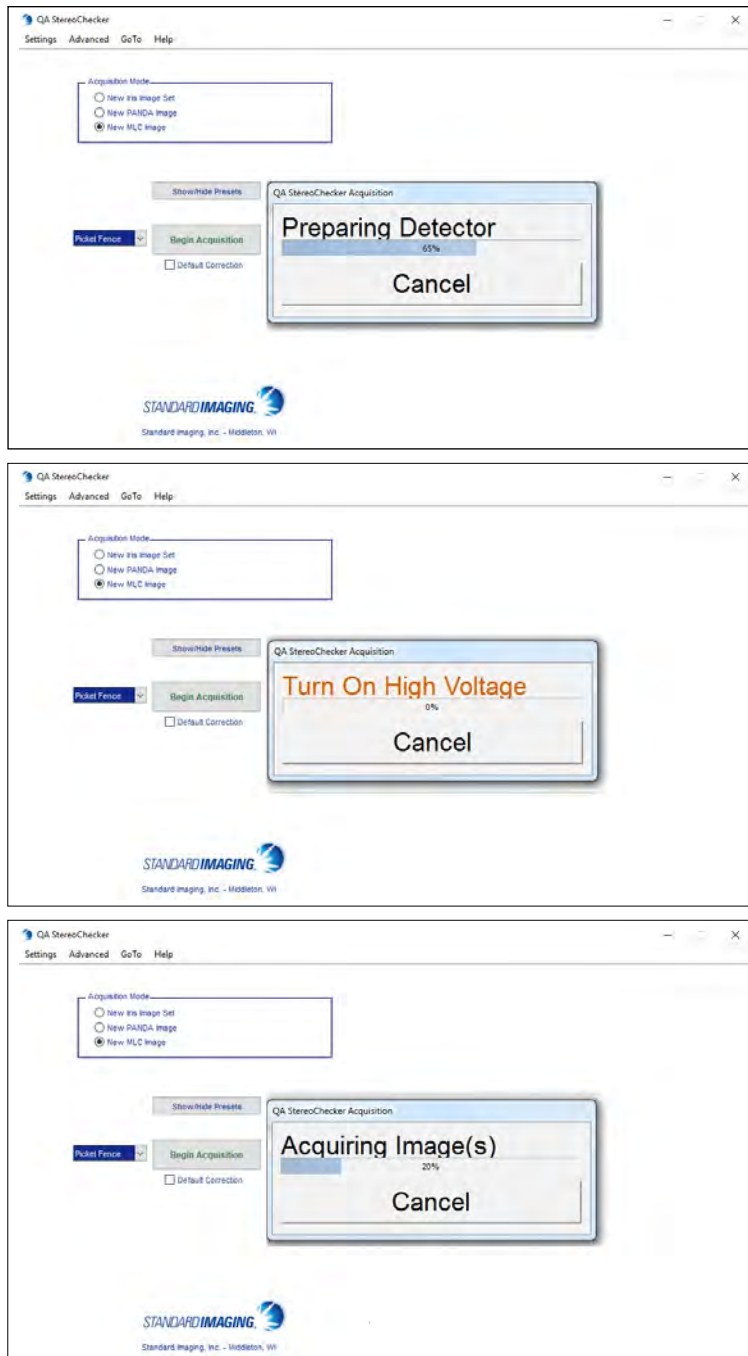 QA StereoChecker
Settings Advanced GoTo Help
Acquisition Mode
New Iris Image Set
New PANDA Image
New MLC Image
Show/Hide Presets
QA StereoChecker Acquisition
Preparing Detector
65%
Picket Fence
Begin Acquisition
Default Correction
Cancel
STANDARD IMAGING
Standard Imaging, Inc. - Middleton, WI
QA StereoChecker
Settings Advanced GoTo Help
Acquisition Mode
New Iris Image Set
New PANDA Image
New MLC Image
Show/Hide Presets
QA StereoChecker Acquisition
Turn On High Voltage
0%
Picket Fence
Begin Acquisition
Default Correction
Cancel
STANDARD IMAGING
Standard Imaging, Inc. - Middleton, WI
QA StereoChecker
Settings Advanced GoTo Help
Acquisition Mode
New Iris Image Set
New PANDA Image
New MLC Image
Show/Hide Presets
QA StereoChecker Acquisition
Acquiring Image(s)
20%
Picket Fence
Begin Acquisition
Default Correction
Cancel
STANDARD IMAGING
Standard Imaging, Inc. - Middleton, WI